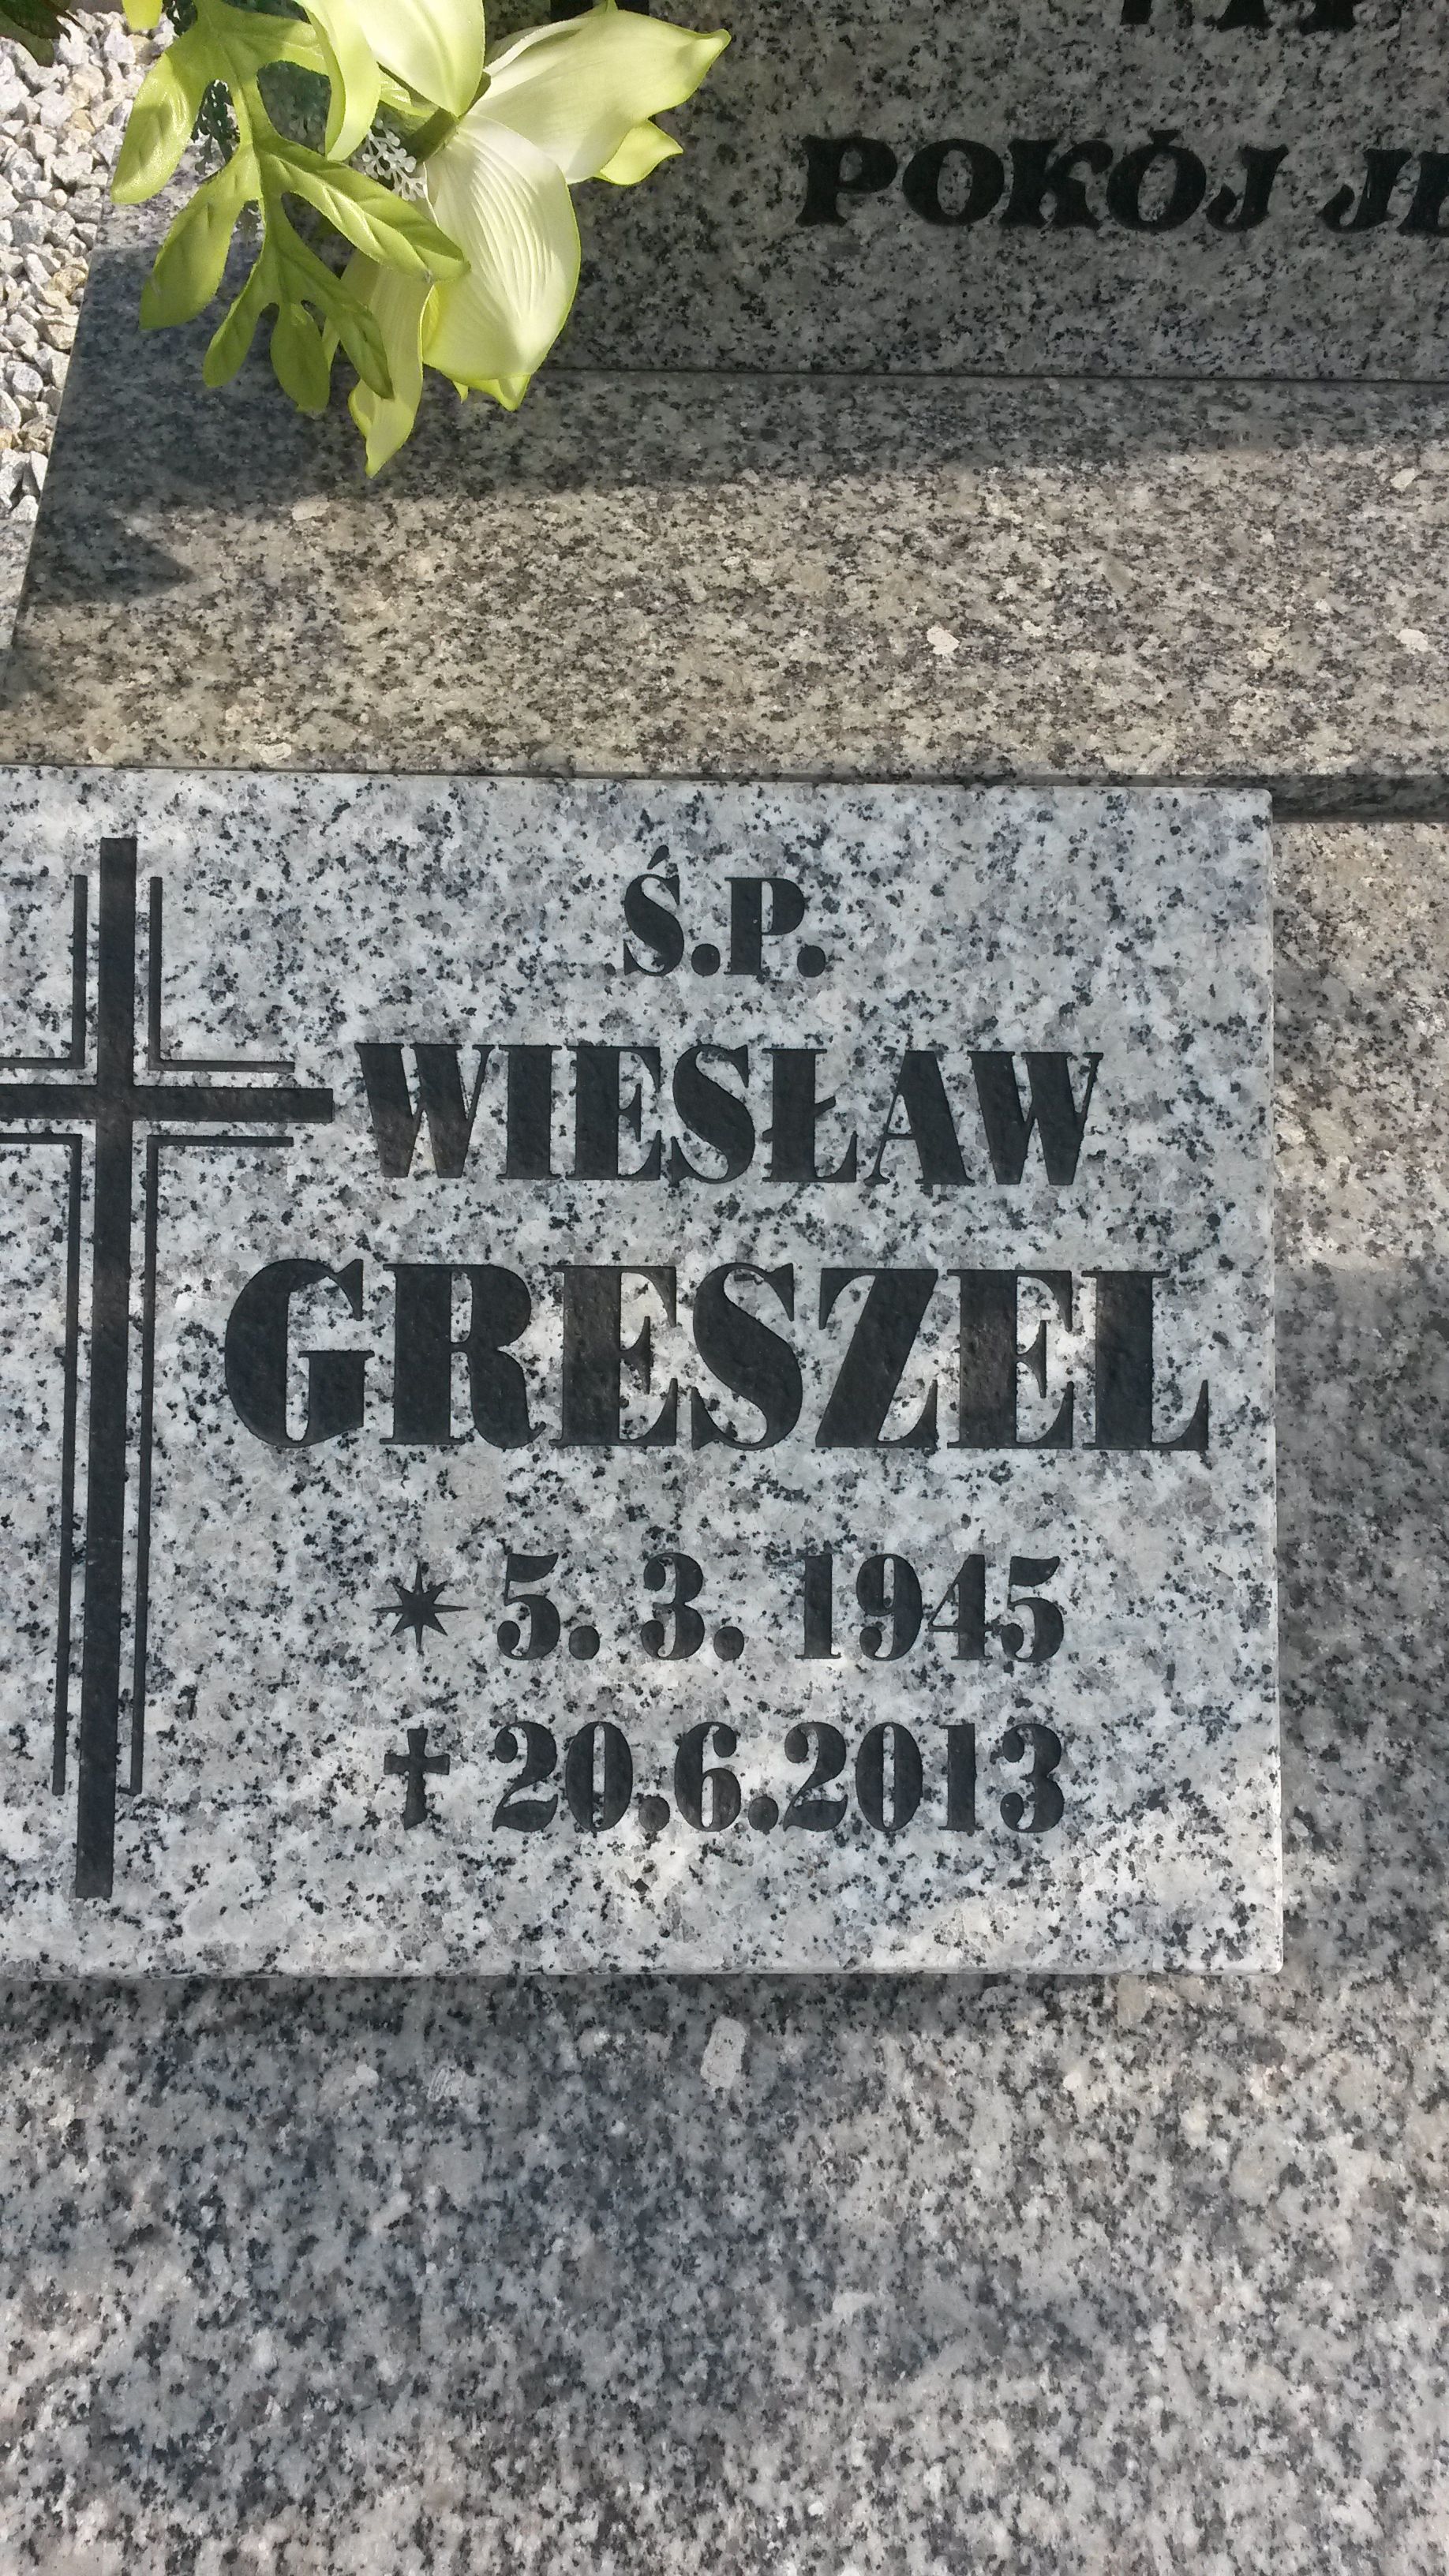 POKÓJ
Ś.P.
WIESŁAW
GRESZEL
5. 3. 1945
✝ 20.6.2013